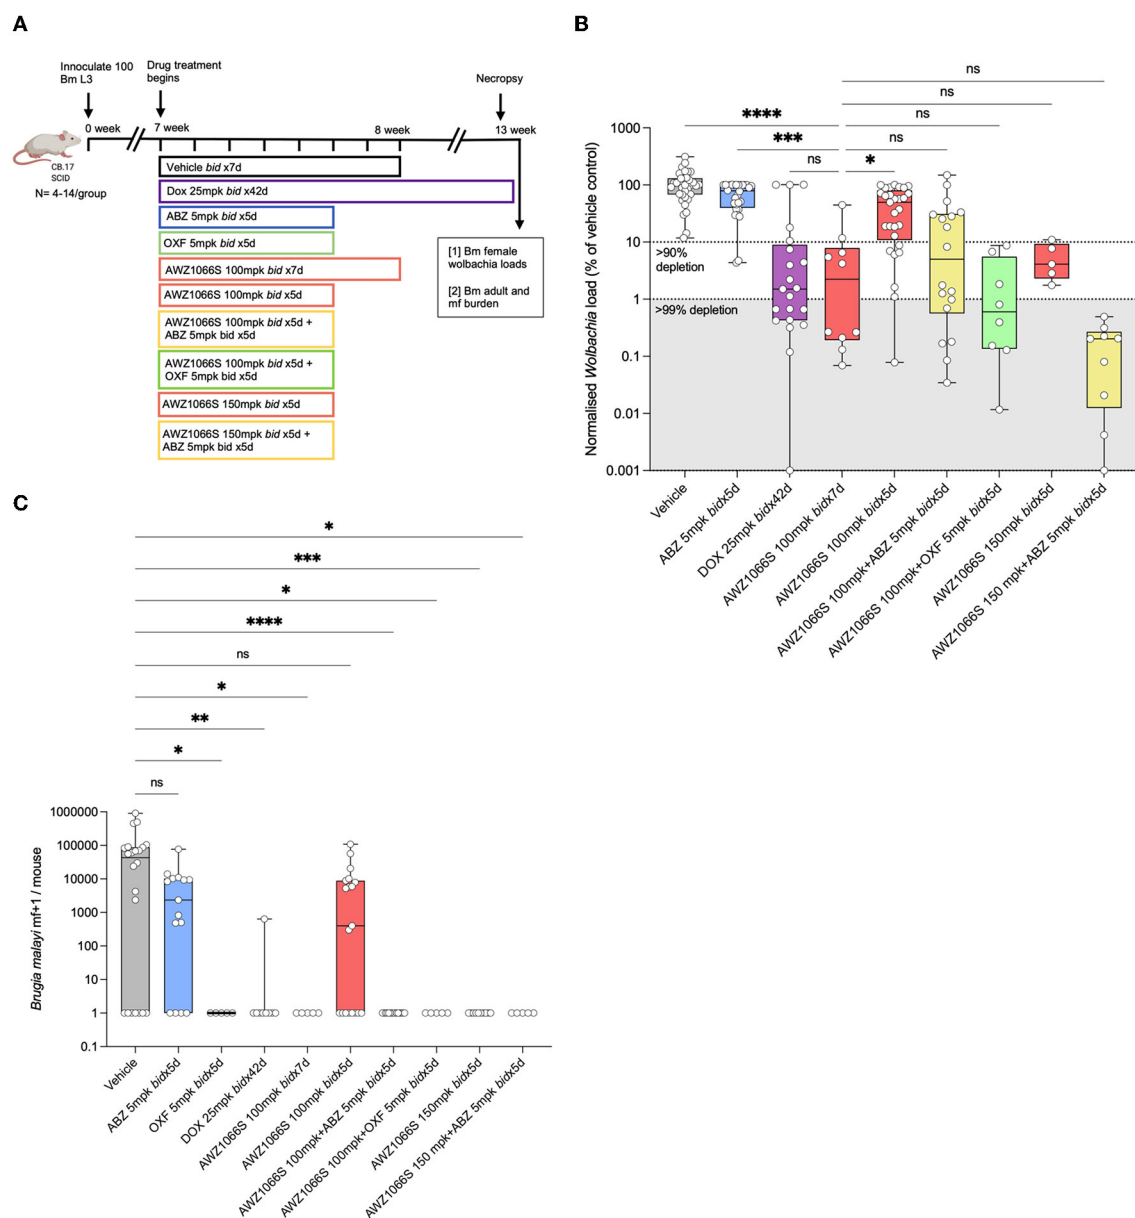 A
Inoculate 100
Bm L3
Drug treatment
begins
Necropsy
0 week
7 week
8 week
13 week
CB.17
SCID
N= 4-14/group
Vehicle bid x7d
Dox 25mpk bid x42d
ABZ 5mpk bid x5d
OXF 5mpk bid x5d
AWZ1066S 100mpk bid x7d
AWZ1066S 100mpk bid x5d
AWZ1066S 100mpk bid x5d +
ABZ 5mpk bid x5d
AWZ1066S 100mpk bid x5d +
OXF 5mpk bid x5d
AWZ1066S 150mpk bid x5d
AWZ1066S 150mpk bid x5d +
ABZ 5mpk bid x5d
[1] Bm female
wolbachia loads
[2] Bm adult and
mf burden
B
ns
ns
**** ns
*** ns
ns *
Normalised Wolbachia load (% of vehicle control)
1000
100
10
1
0.1
0.01
0.001
>90%
depletion
>99% depletion
Vehicle
ABZ 5mpk bidx5d
DOX 25mpk bidx42d
AWZ1066S 100mpk bidx7d
AWZ1066S 100mpk bidx5d
AWZ1066S 100mpk+ABZ 5mpk bidx5d
AWZ1066S 100mpk+OXF 5mpk bidx5d
AWZ1066S 150mpk bidx5d
AWZ1066S 150 mpk+ABZ 5mpk bidx5d
C
*
***
*
****
ns
*
**
*
ns
Brugia malayi mf+1 / mouse
1000000
100000
10000
1000
100
10
1
0.1
Vehicle
ABZ 5mpk bidx5d
OXF 5mpk bidx5d
DOX 25mpk bidx42d
AWZ1066S 100mpk bidx7d
AWZ1066S 100mpk bidx5d
AWZ1066S 100mpk+ABZ 5mpk bidx5d
AWZ1066S 100mpk+OXF 5mpk bidx5d
AWZ1066S 150mpk bidx5d
AWZ1066S 150 mpk+ABZ 5mpk bidx5d